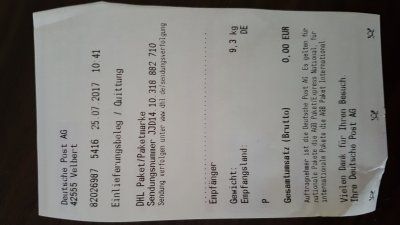 Deutsche Post AG
42555 Velbert
82026987 5416 25.07.2017 10:41
Einlieferungsbeleg / Quittung
DHL Paket/Paketmarke
Sendungsnummer JJD14 10 318 882 710
Sendung verfolgen unter www.dhl.de/sendungsverfolgung
Empfänger
Gewicht: 9,3 kg
Empfangsland: DE
P
Gesamtumsatz (Brutto) 0,00 EUR
Auftragnehmer ist die Deutsche Post AG. Es gelten für
nationale Pakete die AGB Paket/Express National, für
internationale Pakete die AGB Paket International.
Vielen Dank für Ihren Besuch.
Ihre Deutsche Post AG